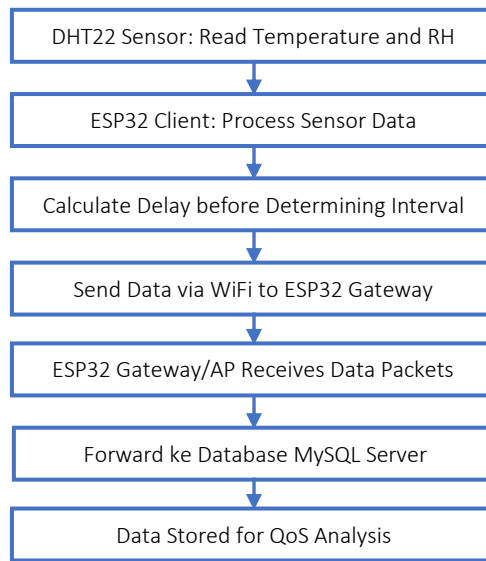 DHT22 Sensor: Read Temperature and RH
ESP32 Client: Process Sensor Data
Calculate Delay before Determining Interval
Send Data via WiFi to ESP32 Gateway
ESP32 Gateway/AP Receives Data Packets
Forward ke Database MySQL Server
Data Stored for QoS Analysis